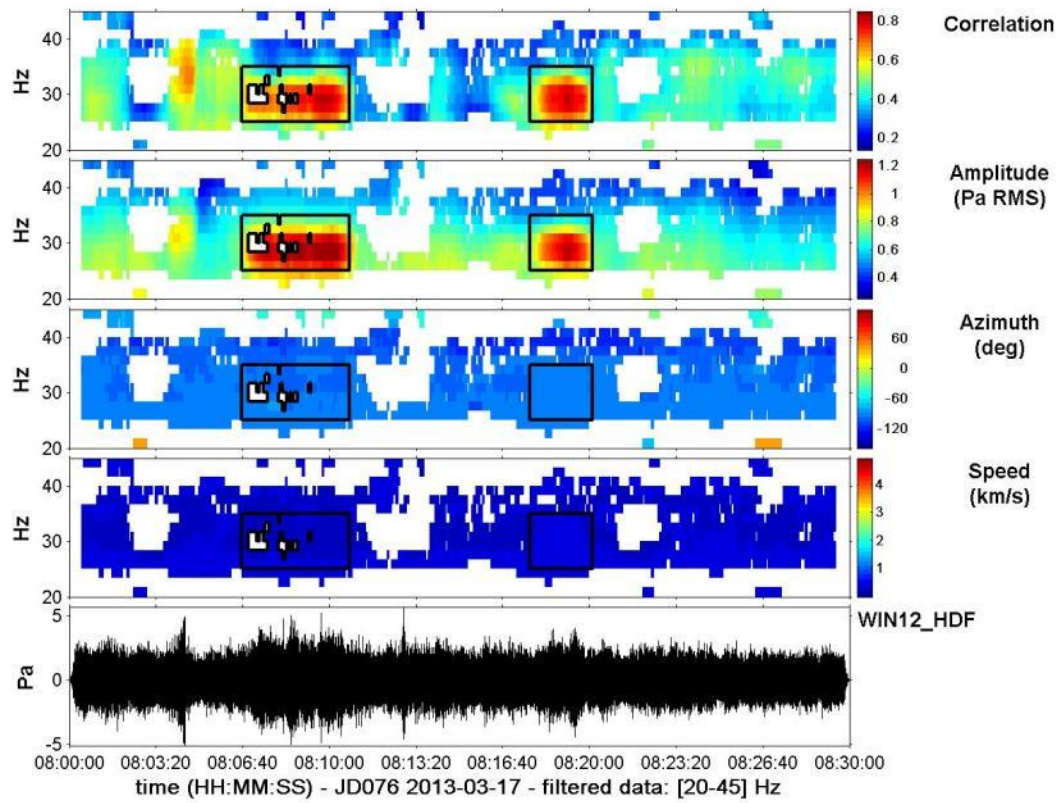 Correlation
Hz
40
30
20
0.8
0.6
0.4
0.2
Amplitude
(Pa RMS)
Hz
40
30
20
1.2
1
0.8
0.6
0.4
Azimuth
(deg)
Hz
40
30
20
60
0
-60
-120
Speed
(km/s)
Hz
40
30
20
4
3
2
1
WIN12_HDF
Pa
5
0
-5
08:00:00 08:03:20 08:06:40 08:10:00 08:13:20 08:16:40 08:20:00 08:23:20 08:26:40 08:30:00
time (HH:MM:SS) - JD076 2013-03-17 - filtered data: [20-45] Hz